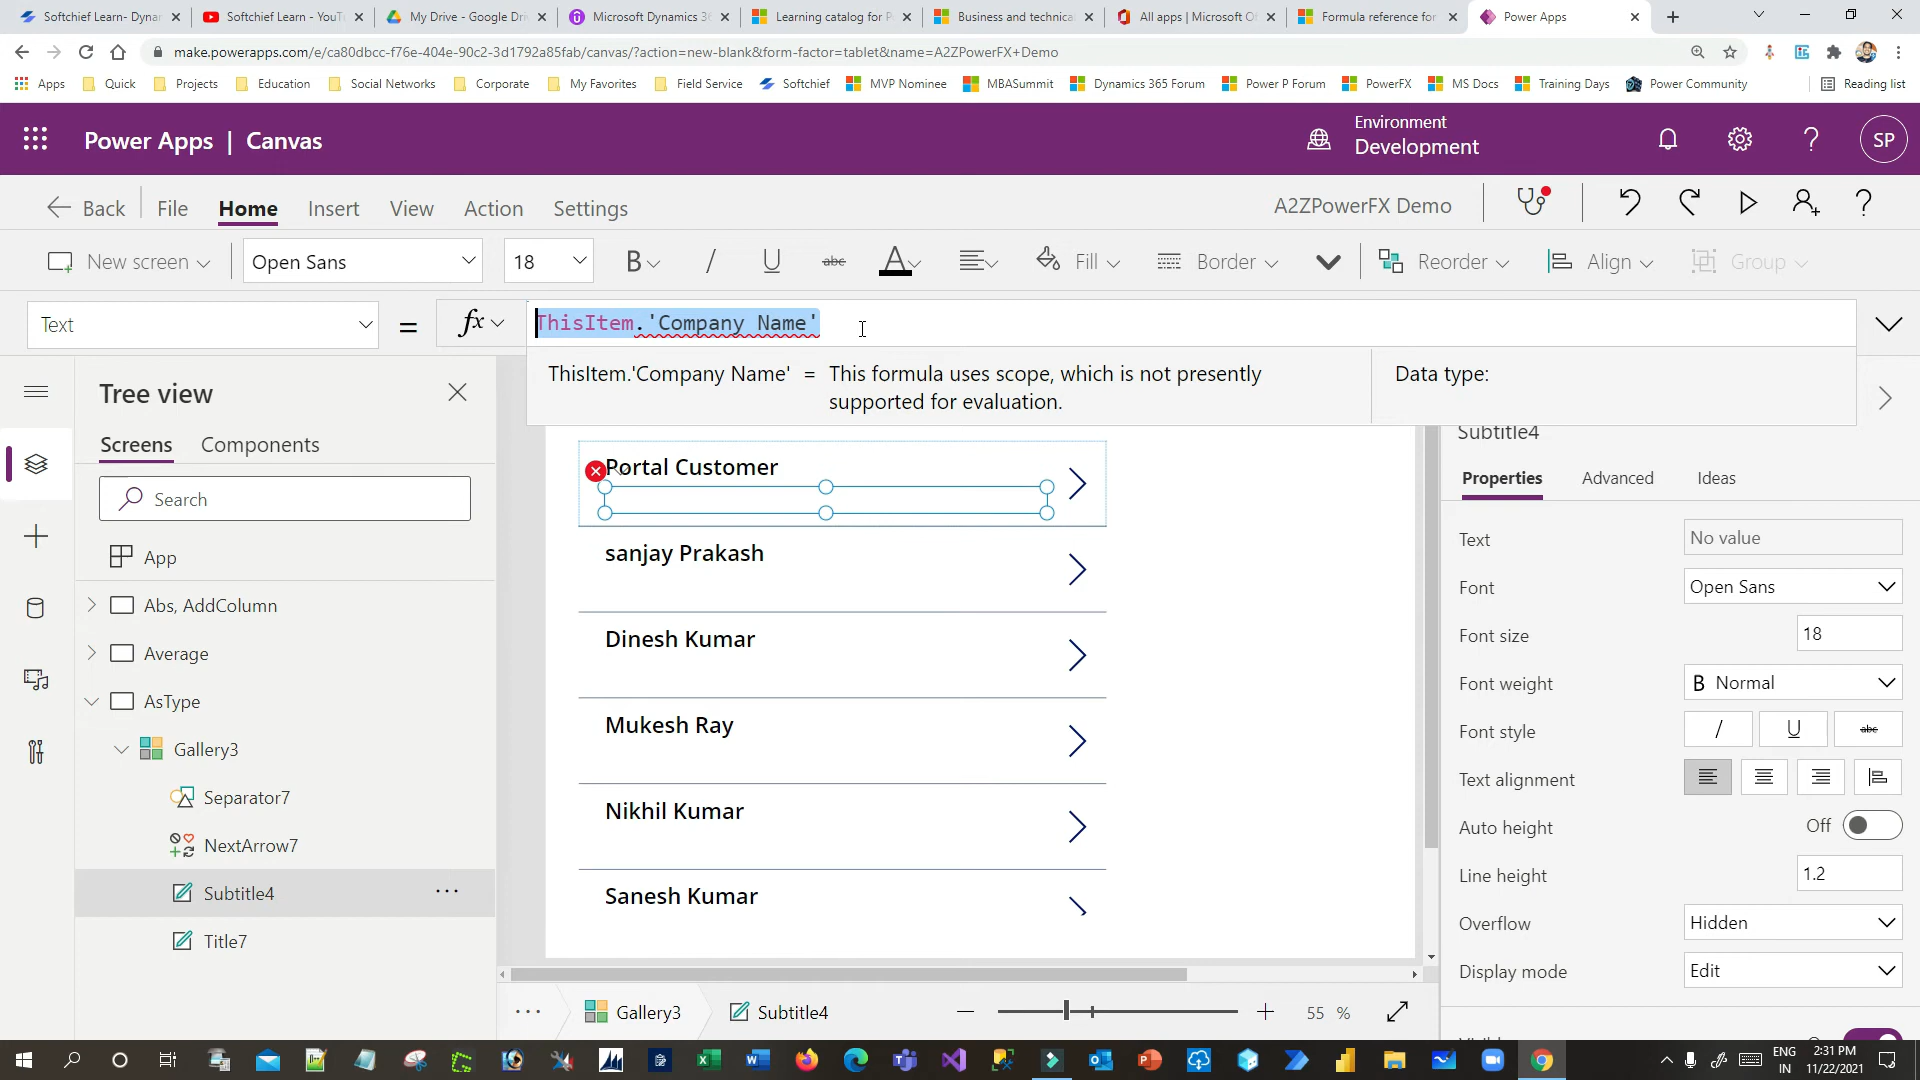 Softchief Learn- Dynam
Softchief Learn - YouT
My Drive - Google Dri
Microsoft Dynamics 36
Learning catalog for P
Business and technical
All apps | Microsoft O
Formula reference for
Power Apps
make.powerapps.com/e/ca80dbcc-f76e-404e-90c2-3d1792a85fab/canvas/?action=new-blank&form-factor=tablet&name=A2ZPowerFX+Demo
Apps Quick Projects Education Social Networks Corporate My Favorites Field Service Softchief MVP Nominee MBASummit Dynamics 365 Forum Power P Forum PowerFX MS Docs Training Days Power Community Reading list
Power Apps | Canvas
Environment
Development
SP
Back File Home Insert View Action Settings A2ZPowerFX Demo
New screen Open Sans 18 B / U abc A Fill Border Reorder Align Group
Text = fx ThisItem.'Company Name'
ThisItem.'Company Name' = This formula uses scope, which is not presently
supported for evaluation.
Data type:
Tree view
Screens Components
Search
App
Abs, AddColumn
Average
AsType
Gallery3
Separator7
NextArrow7
Subtitle4
Title7
Portal Customer
sanjay Prakash
Dinesh Kumar
Mukesh Ray
Nikhil Kumar
Sanesh Kumar
Gallery3 Subtitle4 55 %
Subtitle4
Properties Advanced Ideas
Text No value
Font Open Sans
Font size 18
Font weight B Normal
Font style / U abc
Text alignment
Auto height Off
Line height 1.2
Overflow Hidden
Display mode Edit
ENG
IN
2:31 PM
11/22/2021